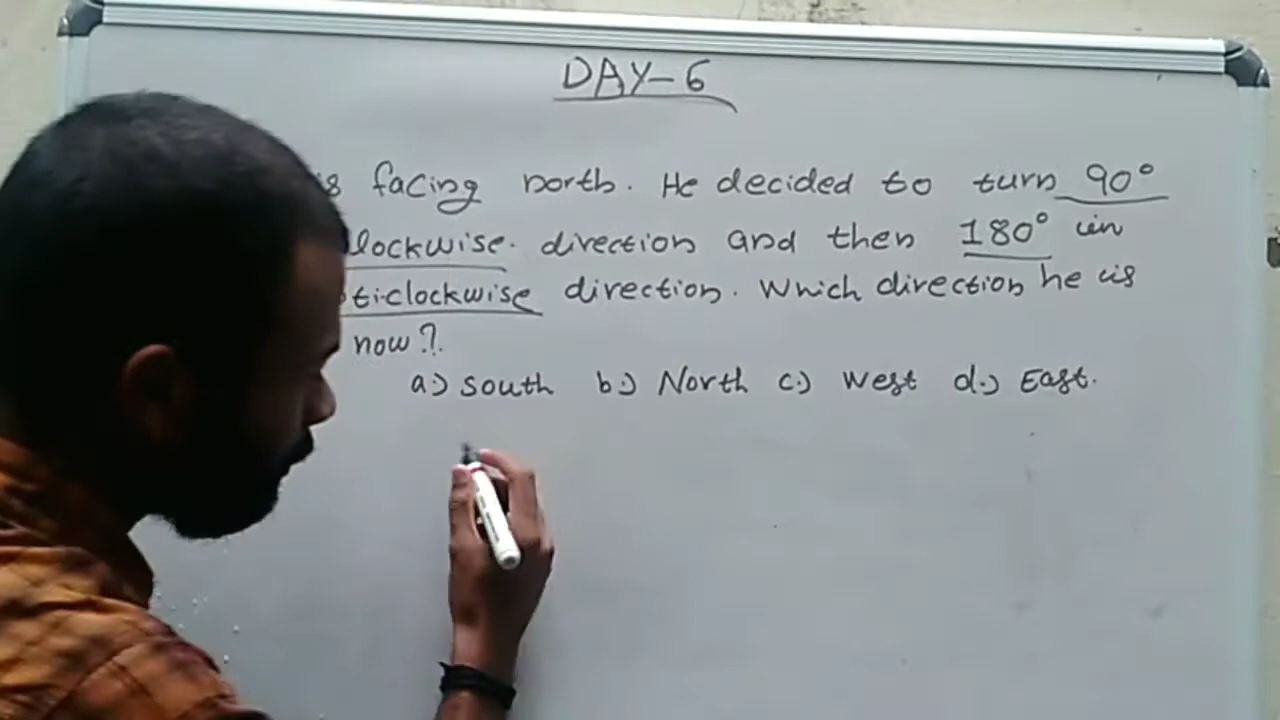 DAY-6
facing north. He decided to turn 90°
lockwise. direction and then 180° in
ticlockwise direction. Which direction he is
now?
a) south b.) North c.) West d.) East.